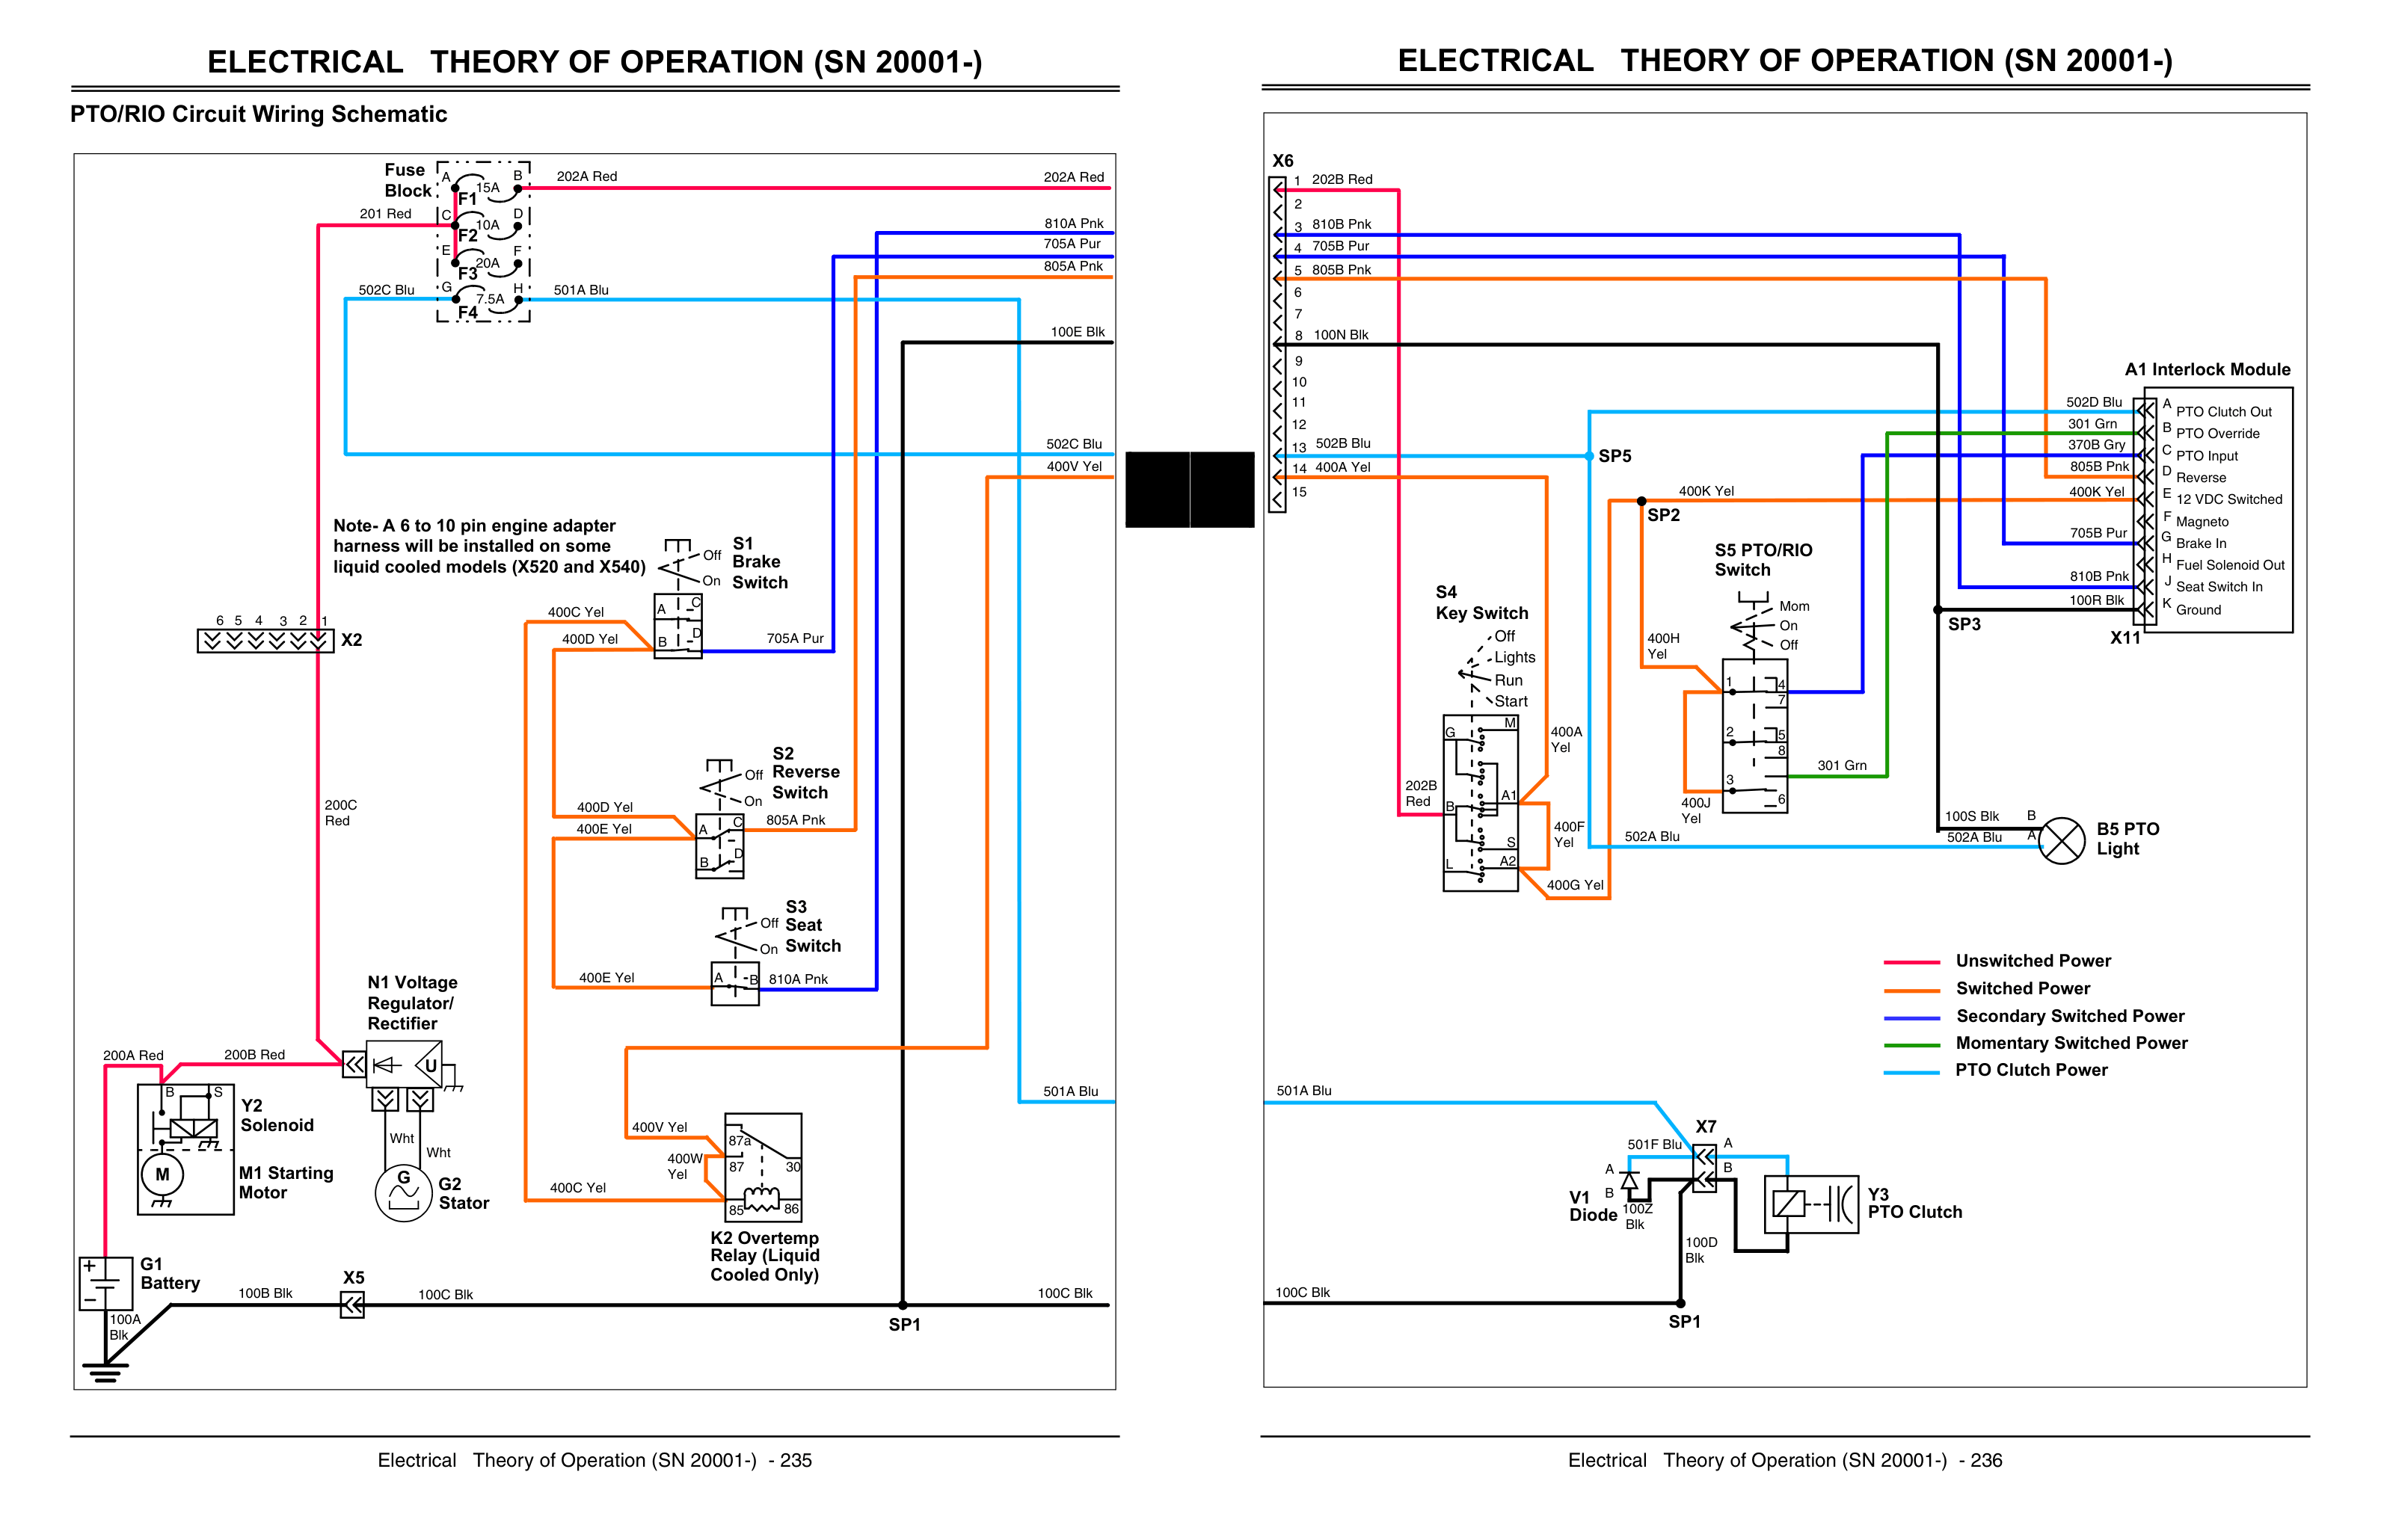 ELECTRICAL   THEORY OF OPERATION (SN 20001-)
PTO/RIO Circuit Wiring Schematic
Fuse
Block
A
15A
B
F1
C
10A
D
F2
E
20A
F
F3
G
7.5A
H
F4
202A Red
202A Red
201 Red
810A Pnk
705A Pur
805A Pnk
502C Blu
501A Blu
100E Blk
502C Blu
400V Yel
Note- A 6 to 10 pin engine adapter
harness will be installed on some
liquid cooled models (X520 and X540)
S1
Brake
Switch
Off
On
A
C
B
D
400C Yel
400D Yel
705A Pur
6 5 4 3 2 1
X2
S2
Reverse
Switch
Off
On
A
C
B
D
400D Yel
400E Yel
805A Pnk
200C
Red
S3
Seat
Switch
Off
On
A
B
400E Yel
810A Pnk
N1 Voltage
Regulator/
Rectifier
U
200A Red
200B Red
B
S
Y2
Solenoid
M
M1 Starting
Motor
Wht
Wht
G
G2
Stator
501A Blu
400V Yel
400W
Yel
400C Yel
87a
87
30
85
86
K2 Overtemp
Relay (Liquid
Cooled Only)
+
−
G1
Battery
100A
Blk
100B Blk
X5
100C Blk
100C Blk
SP1
Electrical   Theory of Operation (SN 20001-)  - 235
ELECTRICAL   THEORY OF OPERATION (SN 20001-)
X6
1 202B Red
2
3 810B Pnk
4 705B Pur
5 805B Pnk
6
7
8 100N Blk
9
10
11
12
13 502B Blu
14 400A Yel
15
SP5
A1 Interlock Module
502D Blu A PTO Clutch Out
301 Grn B PTO Override
370B Gry C PTO Input
805B Pnk D Reverse
400K Yel E 12 VDC Switched
F Magneto
705B Pur G Brake In
H Fuel Solenoid Out
810B Pnk J Seat Switch In
100R Blk K Ground
X11
400K Yel
SP2
SP3
S5 PTO/RIO
Switch
Mom
On
Off
400H
Yel
1
4
7
2
5
8
3
6
400J
Yel
301 Grn
S4
Key Switch
Off
Lights
Run
Start
G
M
B
A1
S
L
A2
202B
Red
400A
Yel
400F
Yel
400G Yel
502A Blu
100S Blk B
502A Blu A
B5 PTO
Light
Unswitched Power
Switched Power
Secondary Switched Power
Momentary Switched Power
PTO Clutch Power
501A Blu
X7
501F Blu
A
B
A
B
V1
Diode
100Z
Blk
100D
Blk
Y3
PTO Clutch
100C Blk
SP1
Electrical   Theory of Operation (SN 20001-)  - 236